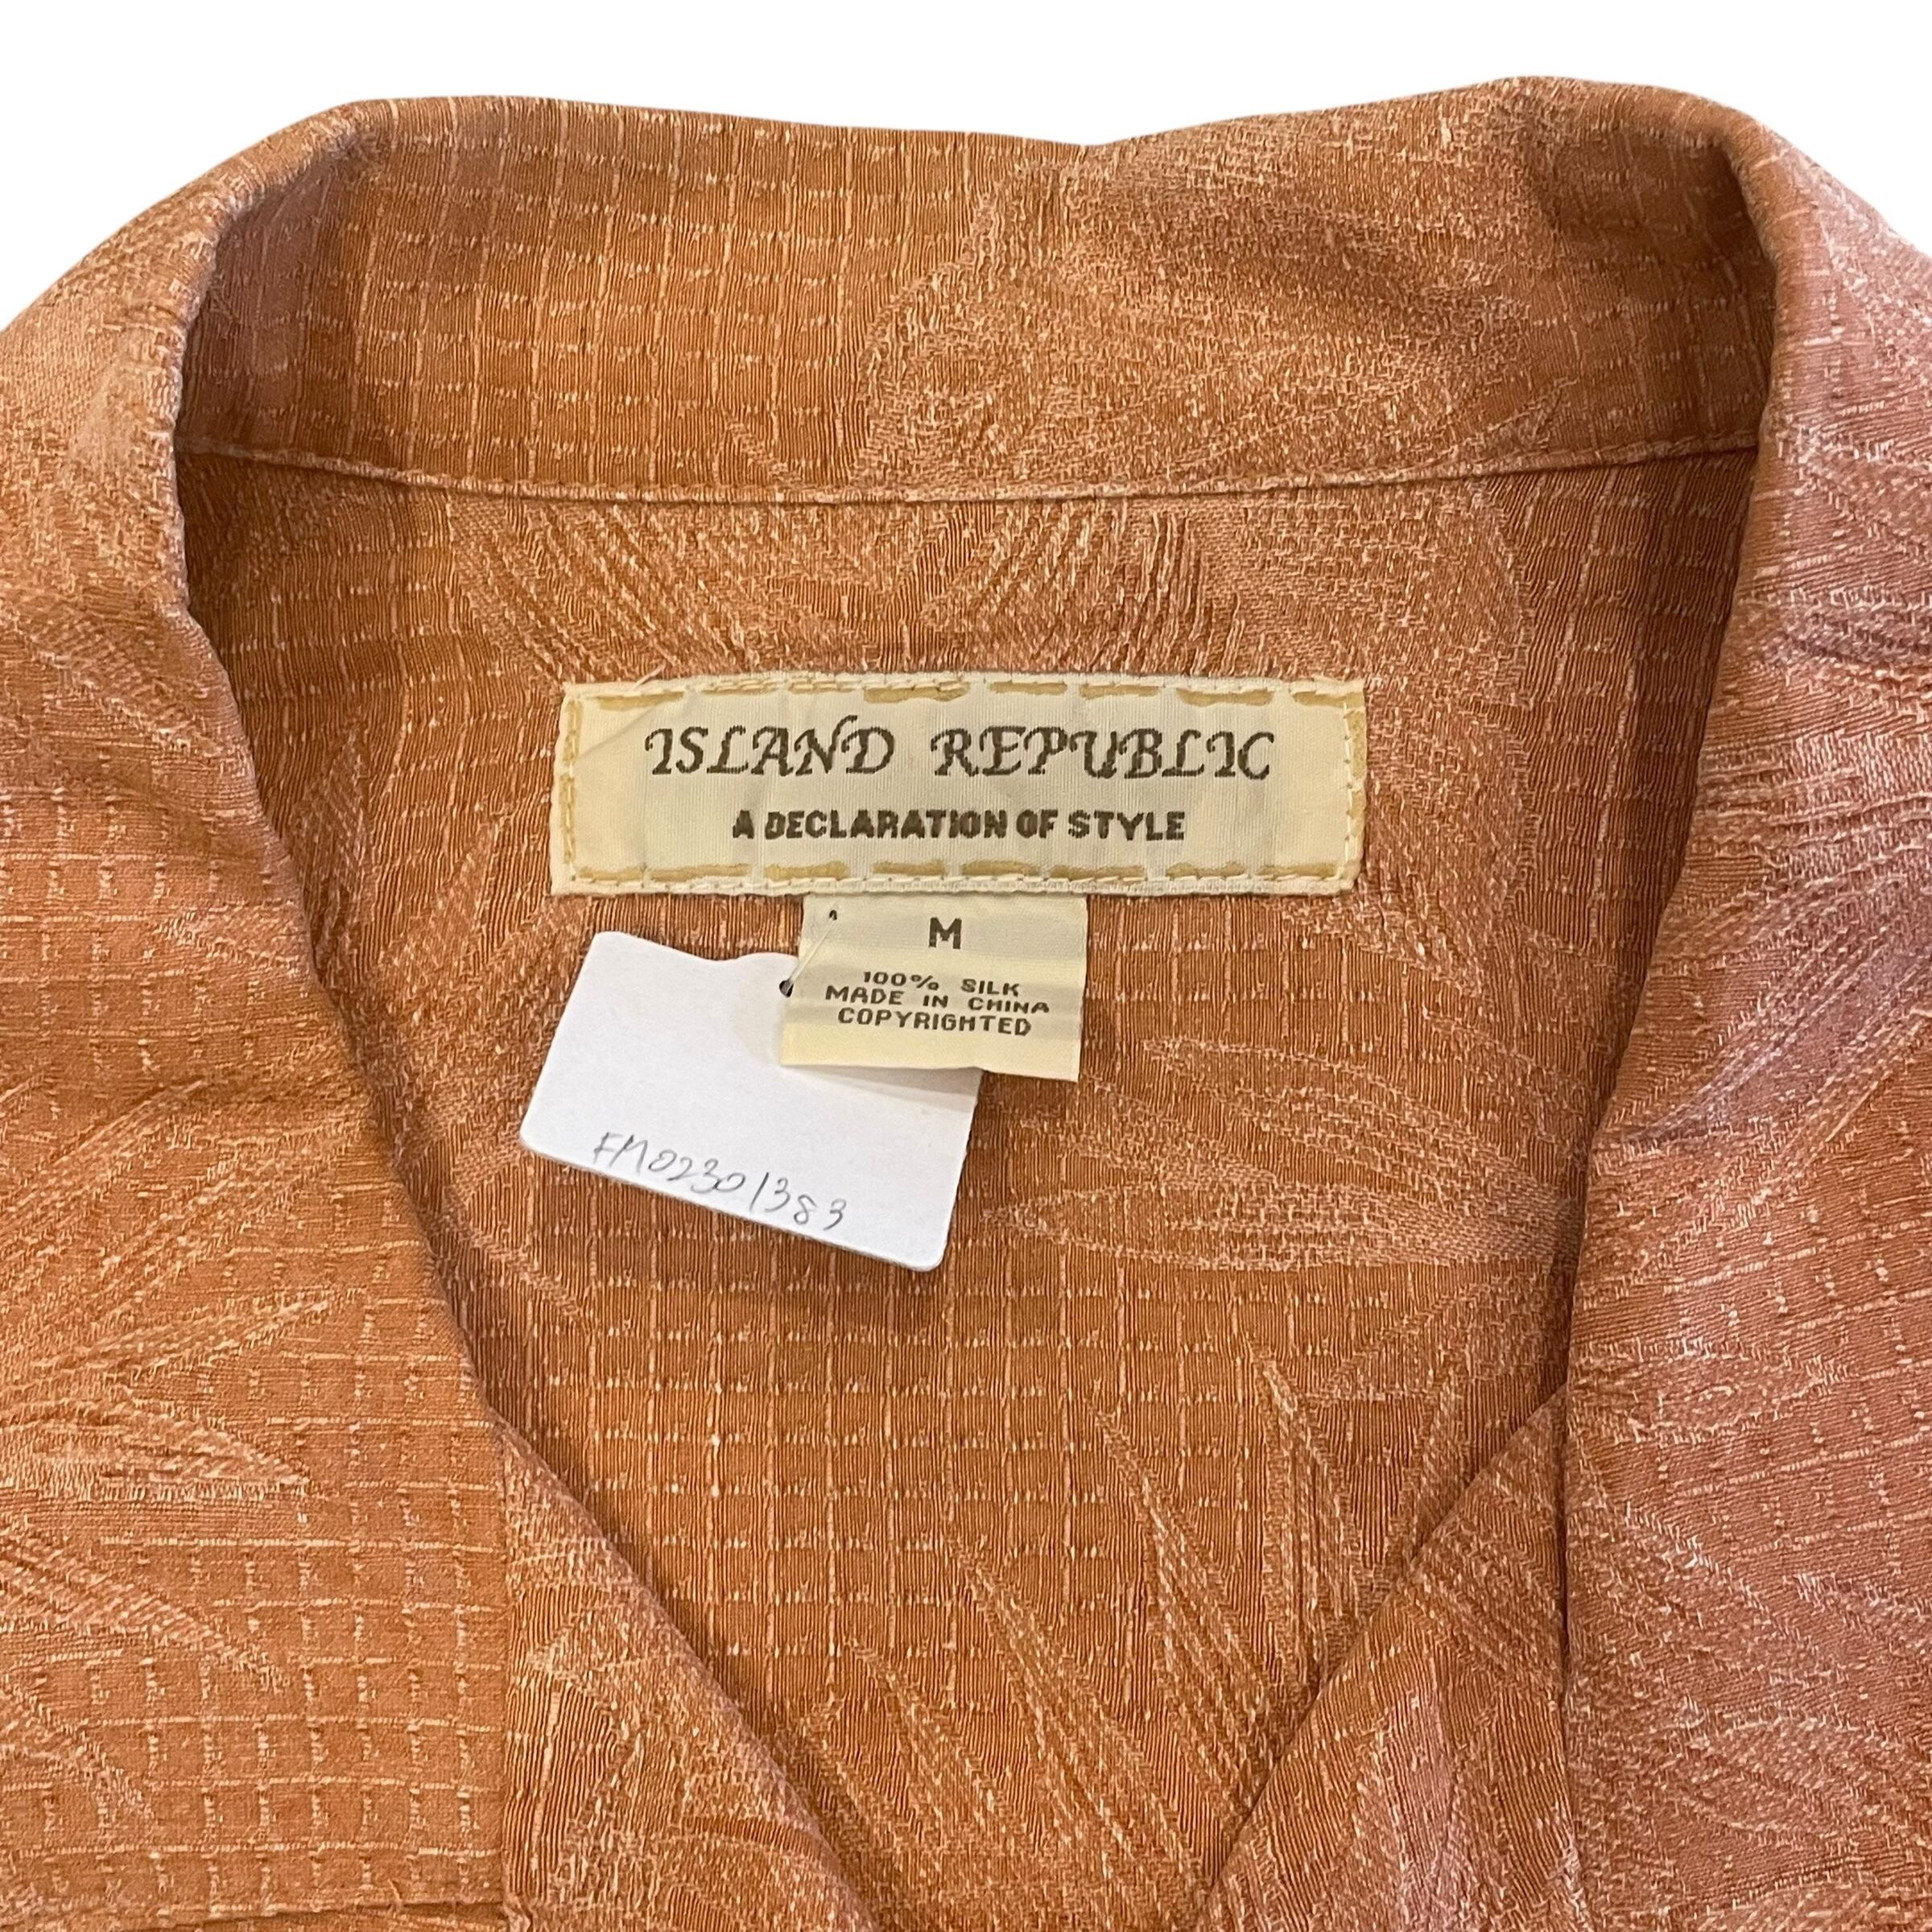 ISLAND REPUBLIC
A DECLARATION OF STYLE
M
100% SILK
MADE IN CHINA
COPYRIGHTED
FM02301383